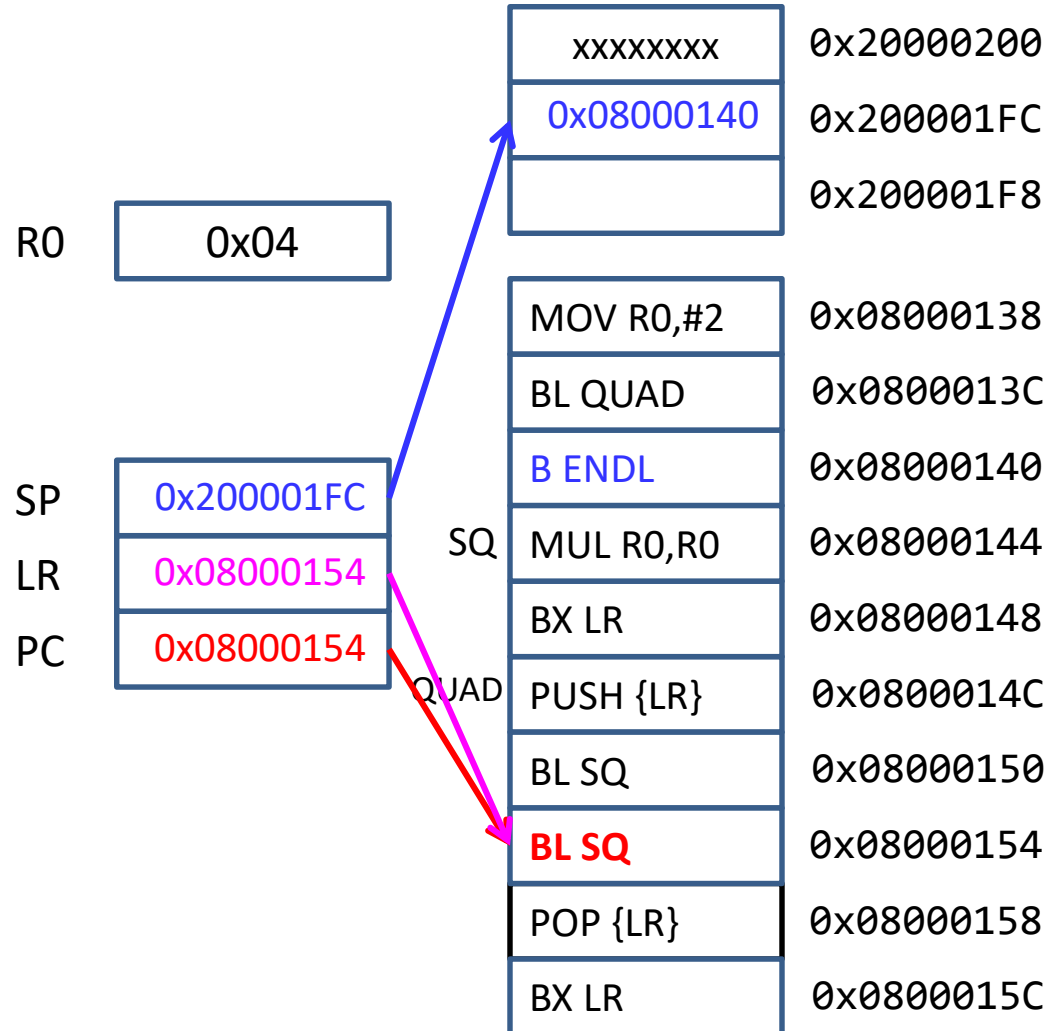 xxxxxxxx 0x20000200
0x08000140 0x200001FC
0x200001F8
R0 0x04
MOV R0,#2 0x08000138
BL QUAD 0x0800013C
B ENDL 0x08000140
SP 0x200001FC
SQ MUL R0,R0 0x08000144
LR 0x08000154
BX LR 0x08000148
PC 0x08000154
QUAD PUSH {LR} 0x0800014C
BL SQ 0x08000150
BL SQ 0x08000154
POP {LR} 0x08000158
BX LR 0x0800015C